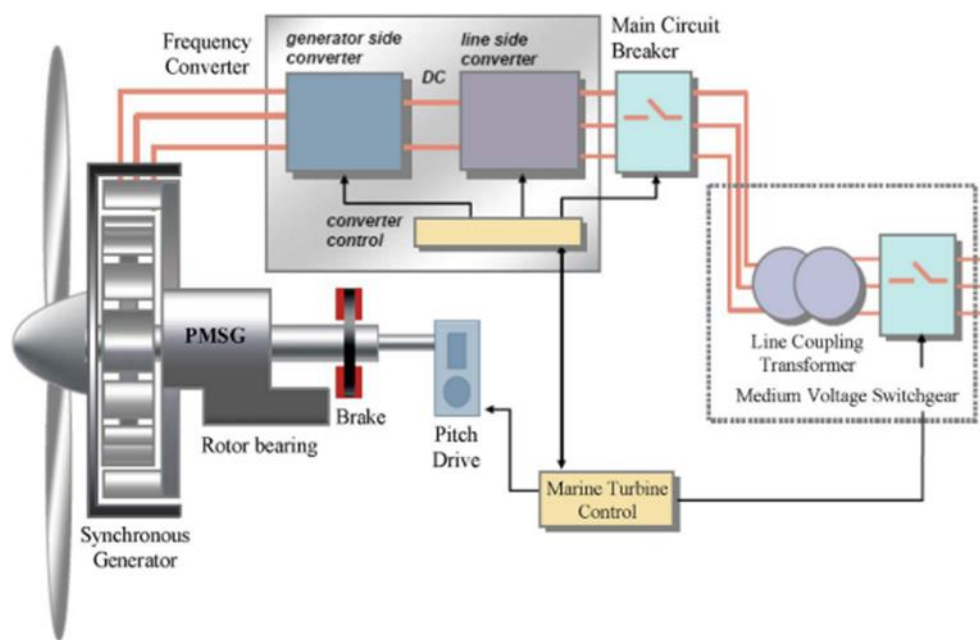 Frequency
Converter
generator side
converter
DC
line side
converter
Main Circuit
Breaker
converter
control
PMSG
Rotor bearing
Brake
Pitch
Drive
Synchronous
Generator
Marine Turbine
Control
Line Coupling
Transformer
Medium Voltage Switchgear